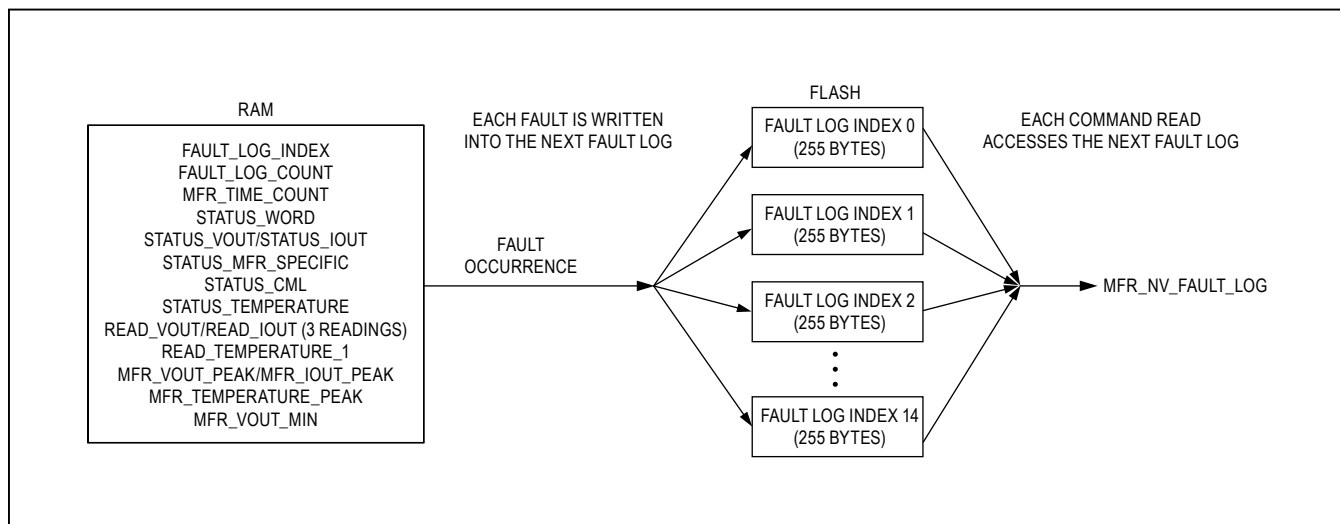 RAM
FAULT_LOG_INDEX
FAULT_LOG_COUNT
MFR_TIME_COUNT
STATUS_WORD
STATUS_VOUT/STATUS_IOUT
STATUS_MFR_SPECIFIC
STATUS_CML
STATUS_TEMPERATURE
READ_VOUT/READ_IOUT (3 READINGS)
READ_TEMPERATURE_1
MFR_VOUT_PEAK/MFR_IOUT_PEAK
MFR_TEMPERATURE_PEAK
MFR_VOUT_MIN
EACH FAULT IS WRITTEN
INTO THE NEXT FAULT LOG
FAULT
OCCURRENCE
FLASH
FAULT LOG INDEX 0
(255 BYTES)
FAULT LOG INDEX 1
(255 BYTES)
FAULT LOG INDEX 2
(255 BYTES)
FAULT LOG INDEX 14
(255 BYTES)
EACH COMMAND READ
ACCESSES THE NEXT FAULT LOG
MFR_NV_FAULT_LOG